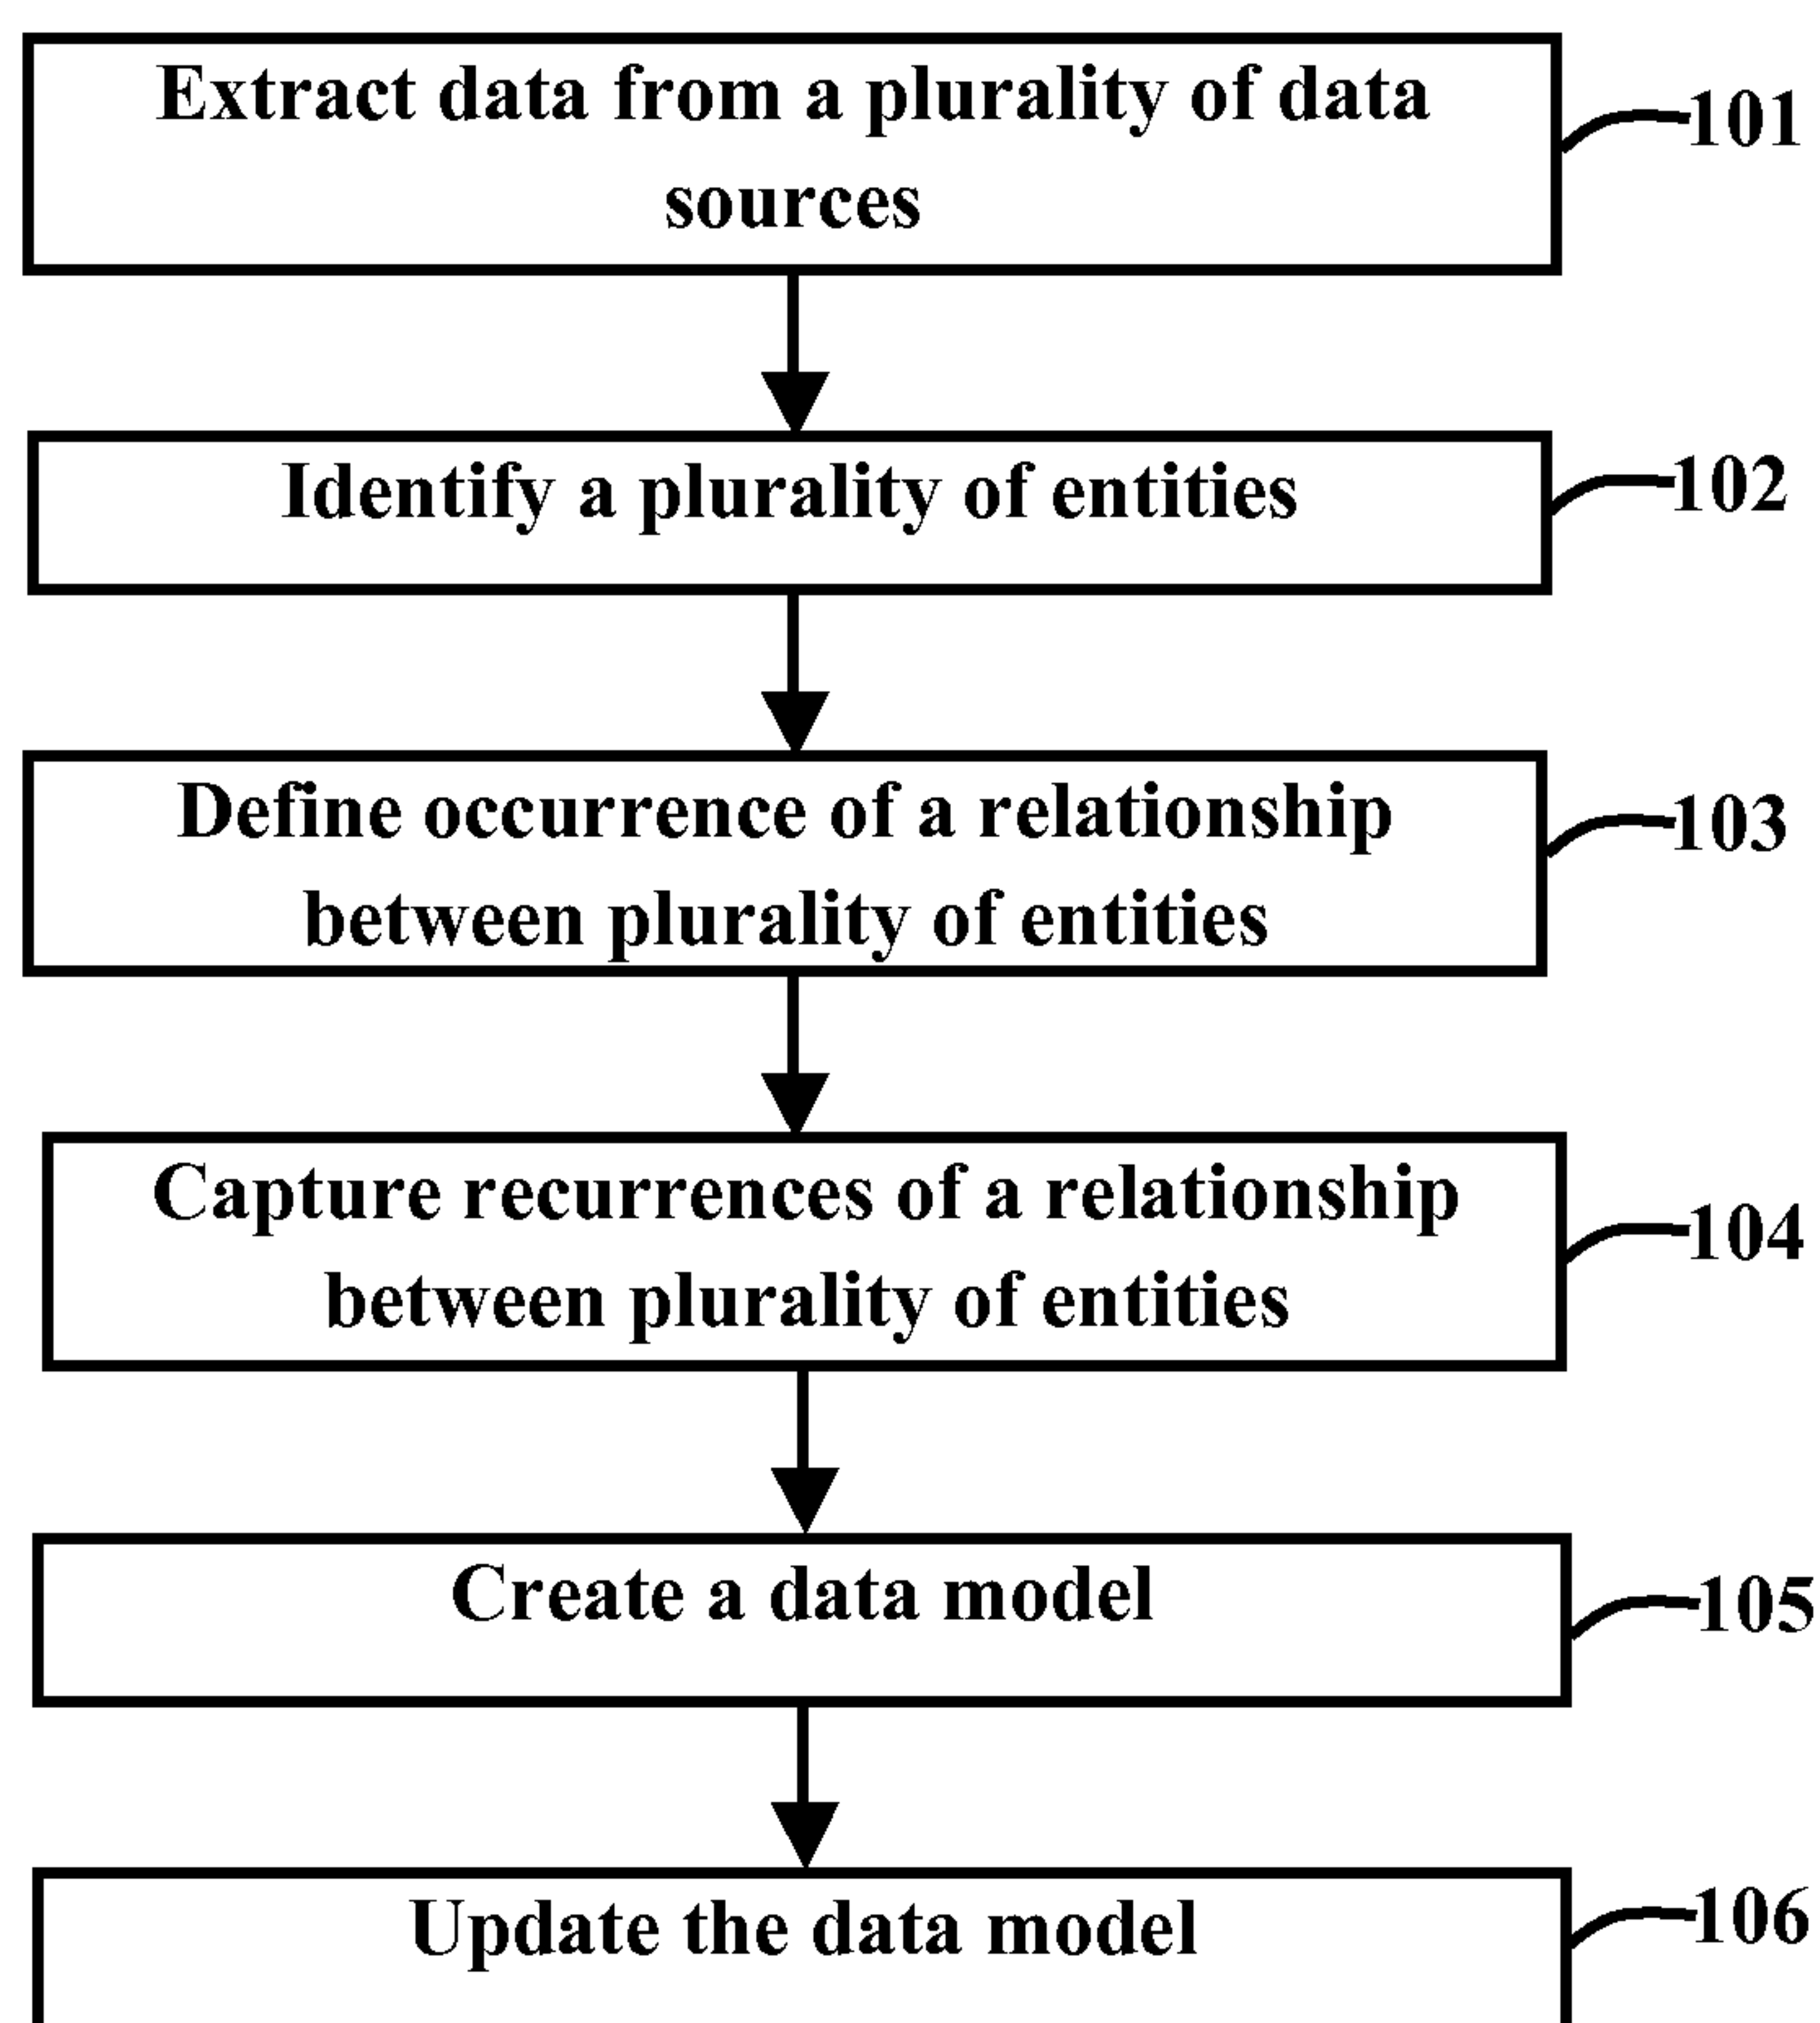 Extract data from a plurality of data
sources
101
Identify a plurality of entities
102
Define occurrence of a relationship
between plurality of entities
103
Capture recurrences of a relationship
between plurality of entities
104
Create a data model
105
Update the data model
106